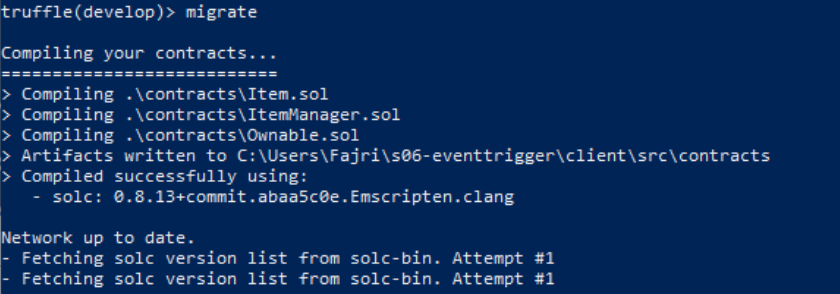 truffle(develop)> migrate
Compiling your contracts...
===========================
> Compiling .\contracts\Item.sol
> Compiling .\contracts\ItemManager.sol
> Compiling .\contracts\Ownable.sol
> Artifacts written to C:\Users\Fajri\s06-eventtrigger\client\src\contracts
> Compiled successfully using:
   - solc: 0.8.13+commit.abaa5c0e.Emscripten.clang
Network up to date.
- Fetching solc version list from solc-bin. Attempt #1
- Fetching solc version list from solc-bin. Attempt #1